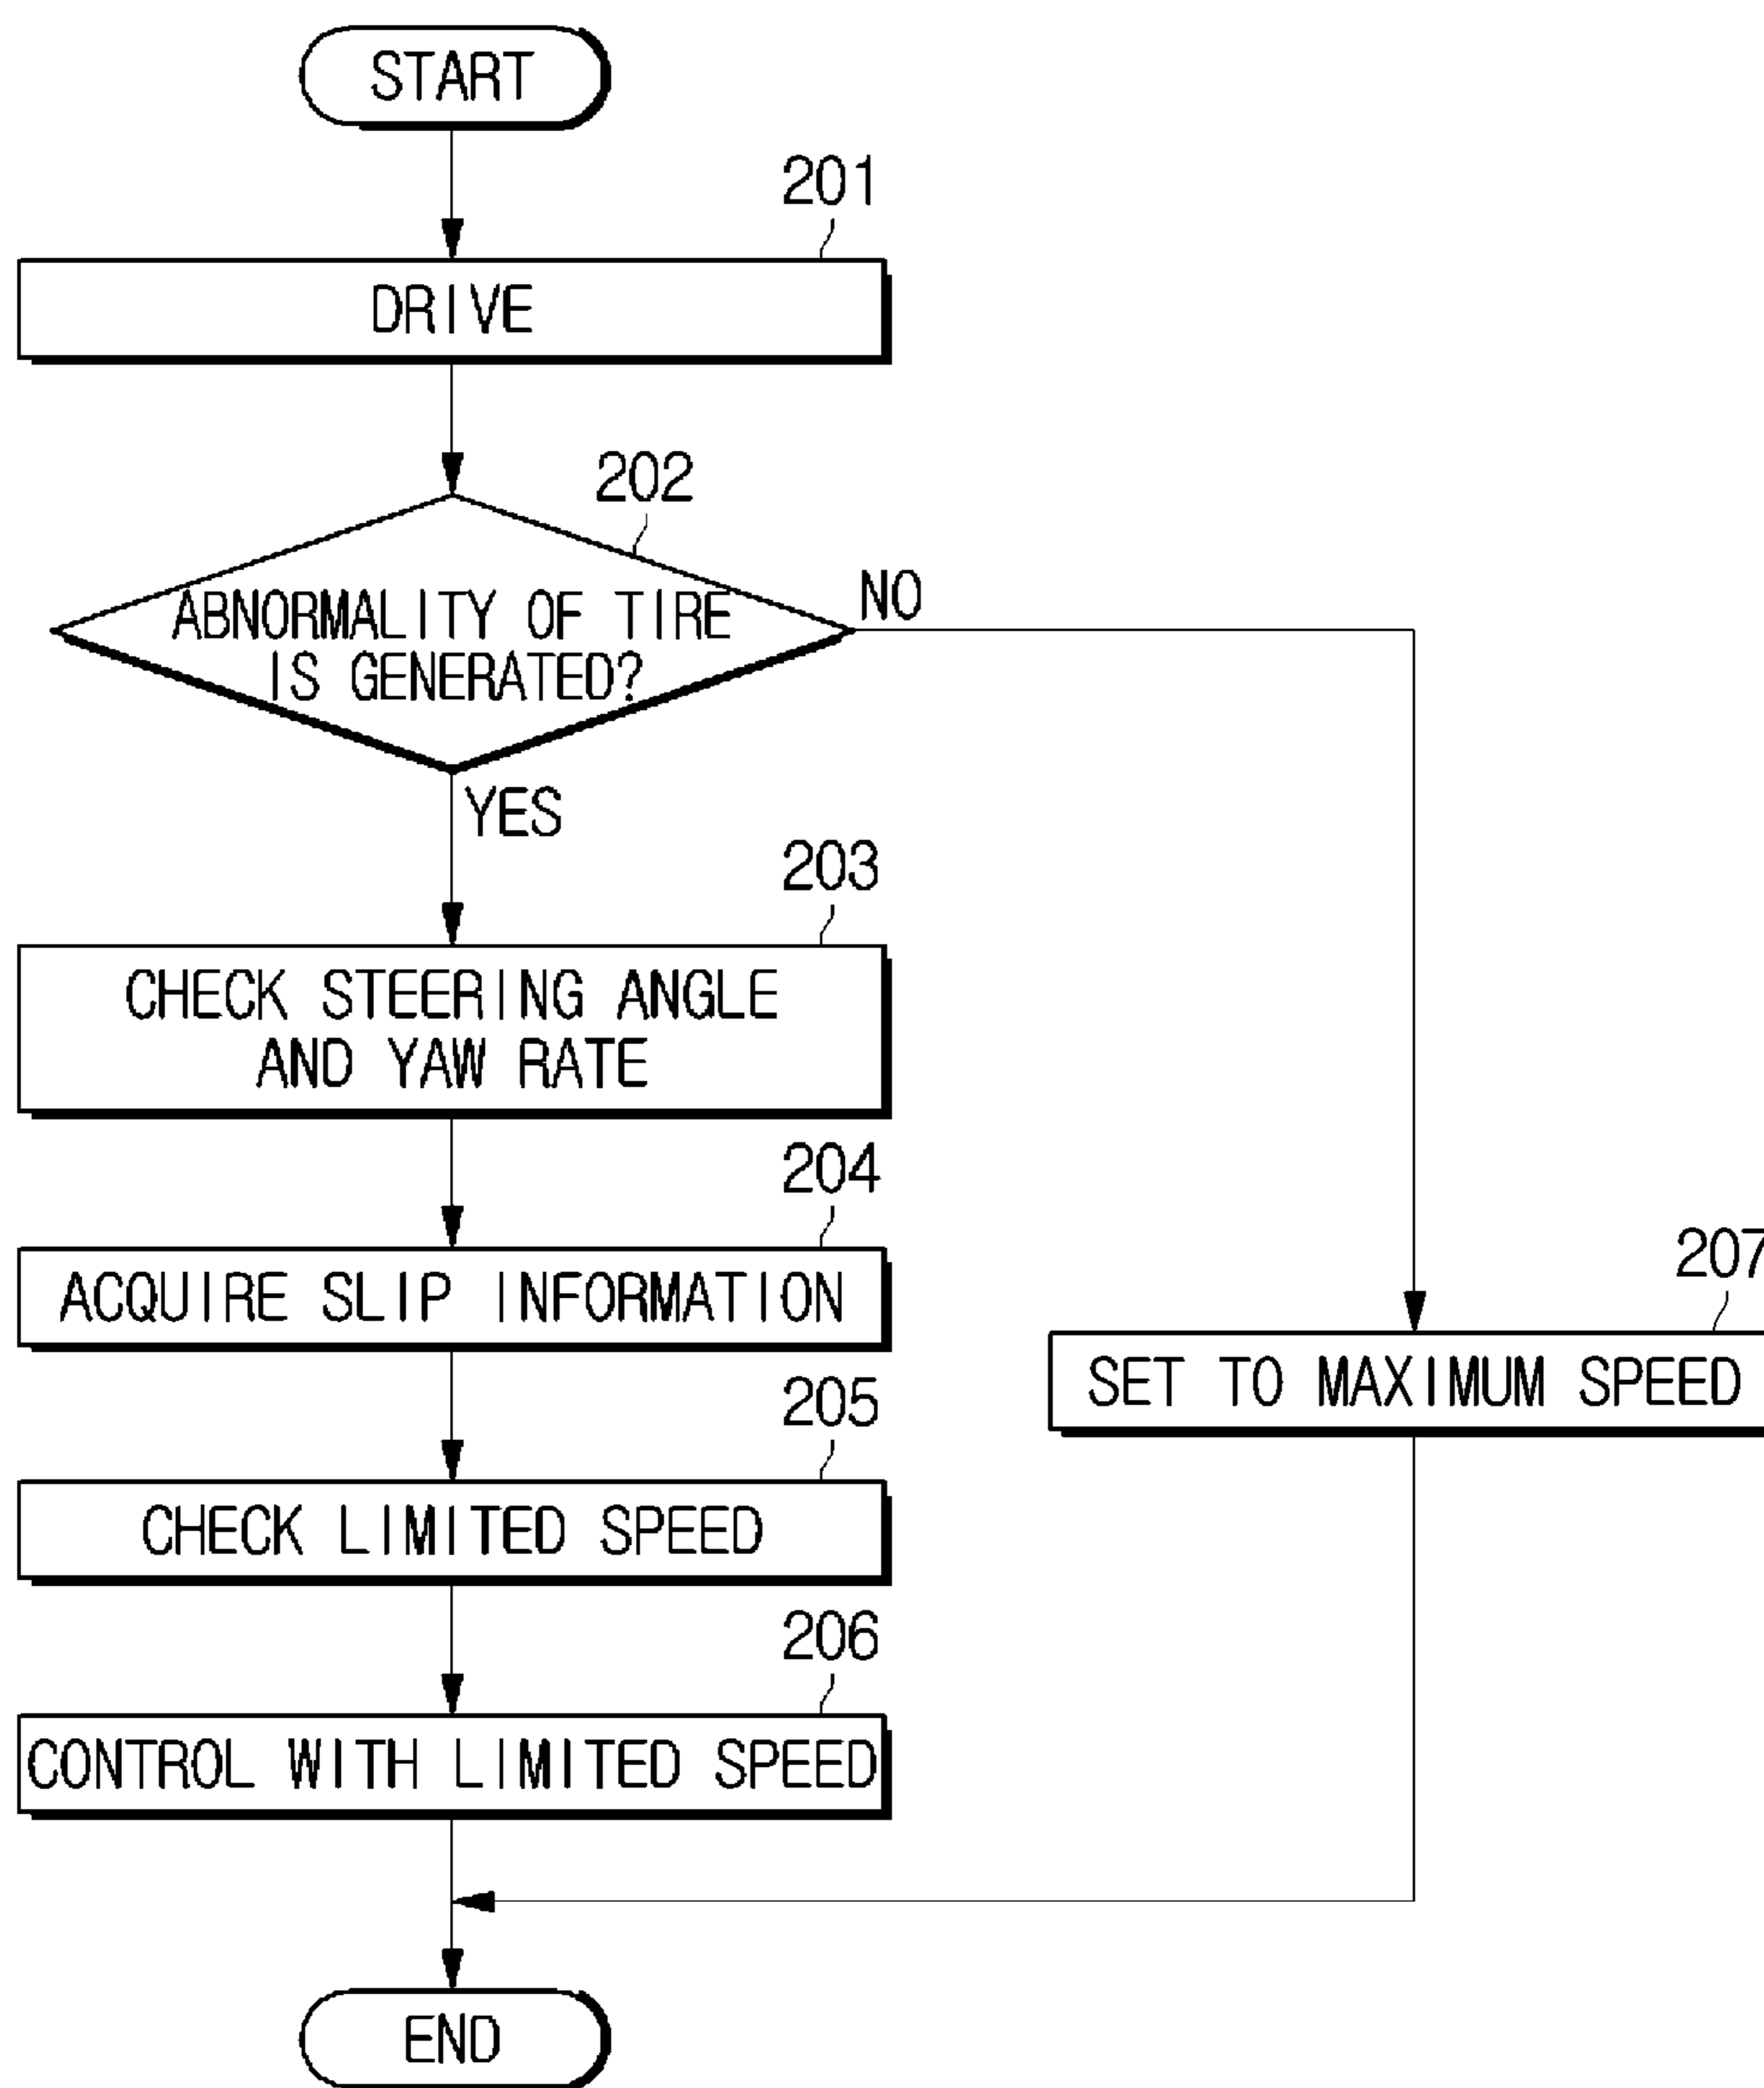 START
201
DRIVE
202
ABNORMALITY OF TIRE
IS GENERATED?
NO
YES
203
CHECK STEERING ANGLE
AND YAW RATE
204
ACQUIRE SLIP INFORMATION
207
SET TO MAXIMUM SPEED
205
CHECK LIMITED SPEED
206
CONTROL WITH LIMITED SPEED
END